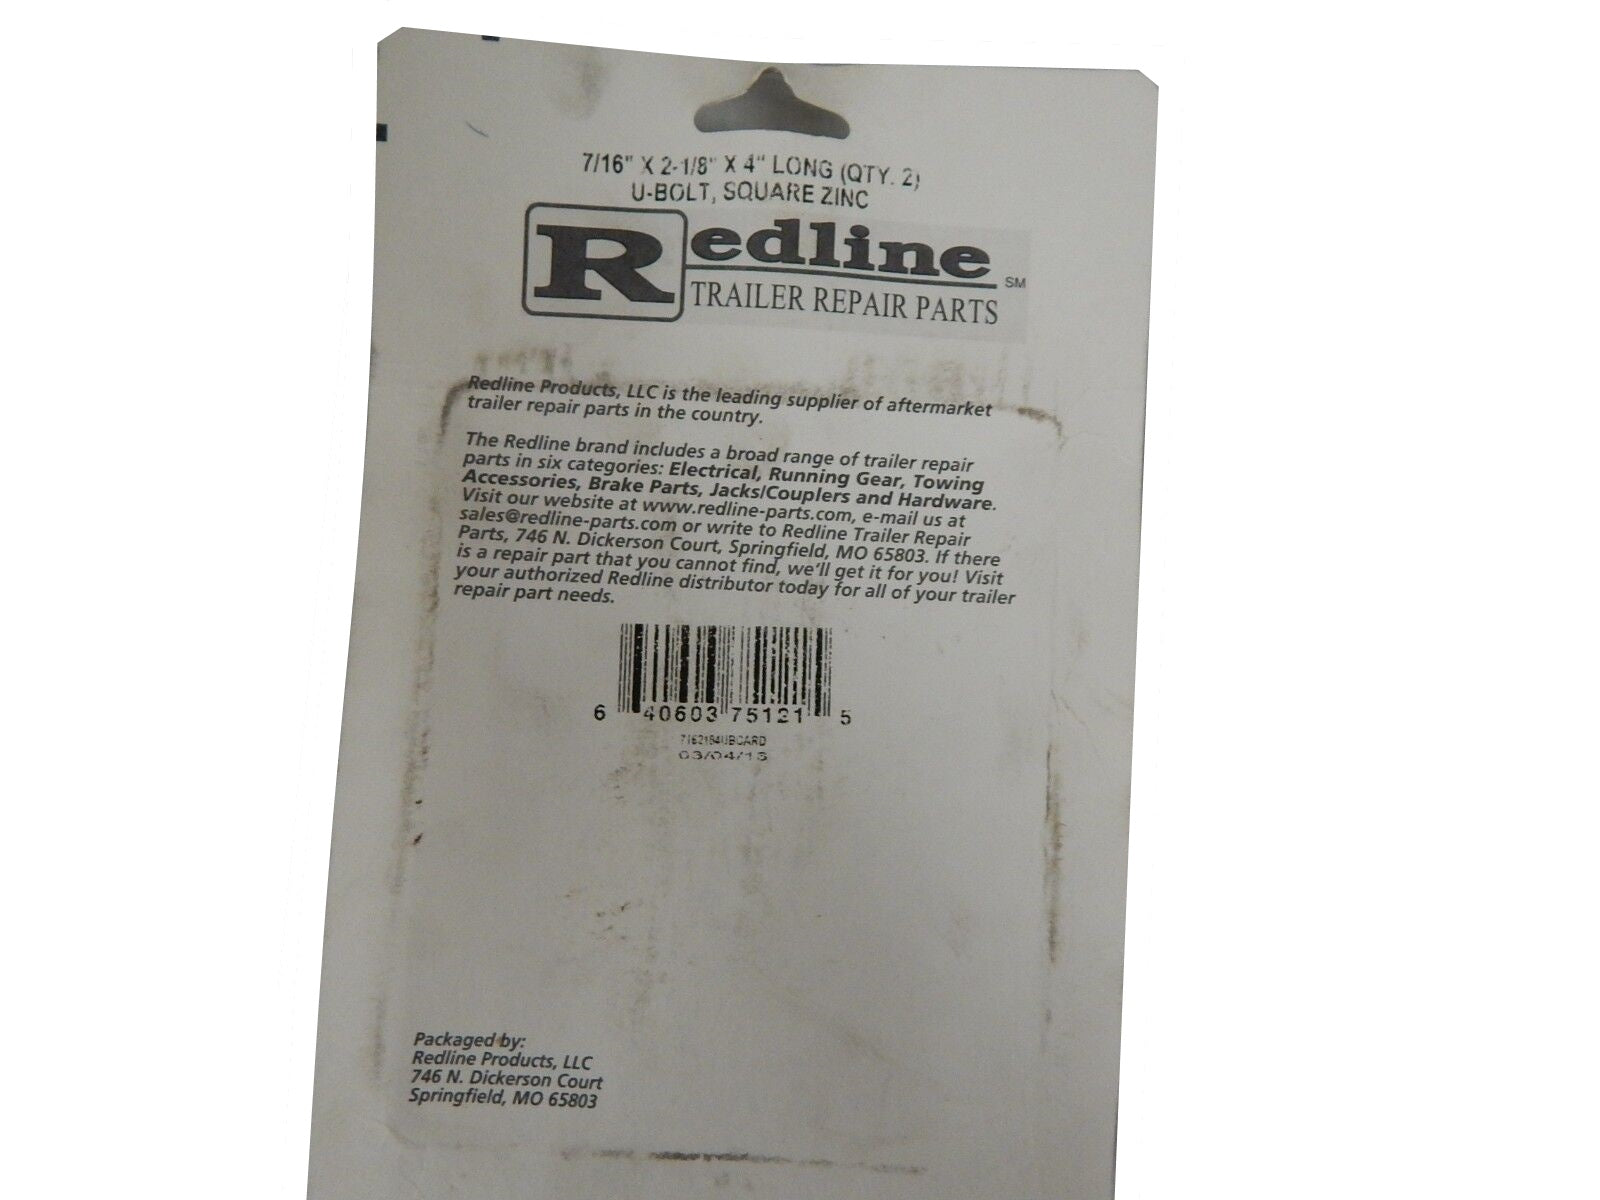 7/16" X 2-1/8" X 4" LONG (QTY. 2)
U-BOLT, SQUARE ZINC
Redline SM
TRAILER REPAIR PARTS
Redline Products, LLC is the leading supplier of aftermarket
trailer repair parts in the country.
The Redline brand includes a broad range of trailer repair
parts in six categories: Electrical, Running Gear, Towing
Accessories, Brake Parts, Jacks/Couplers and Hardware.
Visit our website at www.redline-parts.com, e-mail us at
sales@redline-parts.com or write to Redline Trailer Repair
Parts, 746 N. Dickerson Court, Springfield, MO 65803. If there
is a repair part that you cannot find, we'll get it for you! Visit
your authorized Redline distributor today for all of your trailer
repair part needs.
6 40603 75121 5
Packaged by:
Redline Products, LLC
746 N. Dickerson Court
Springfield, MO 65803